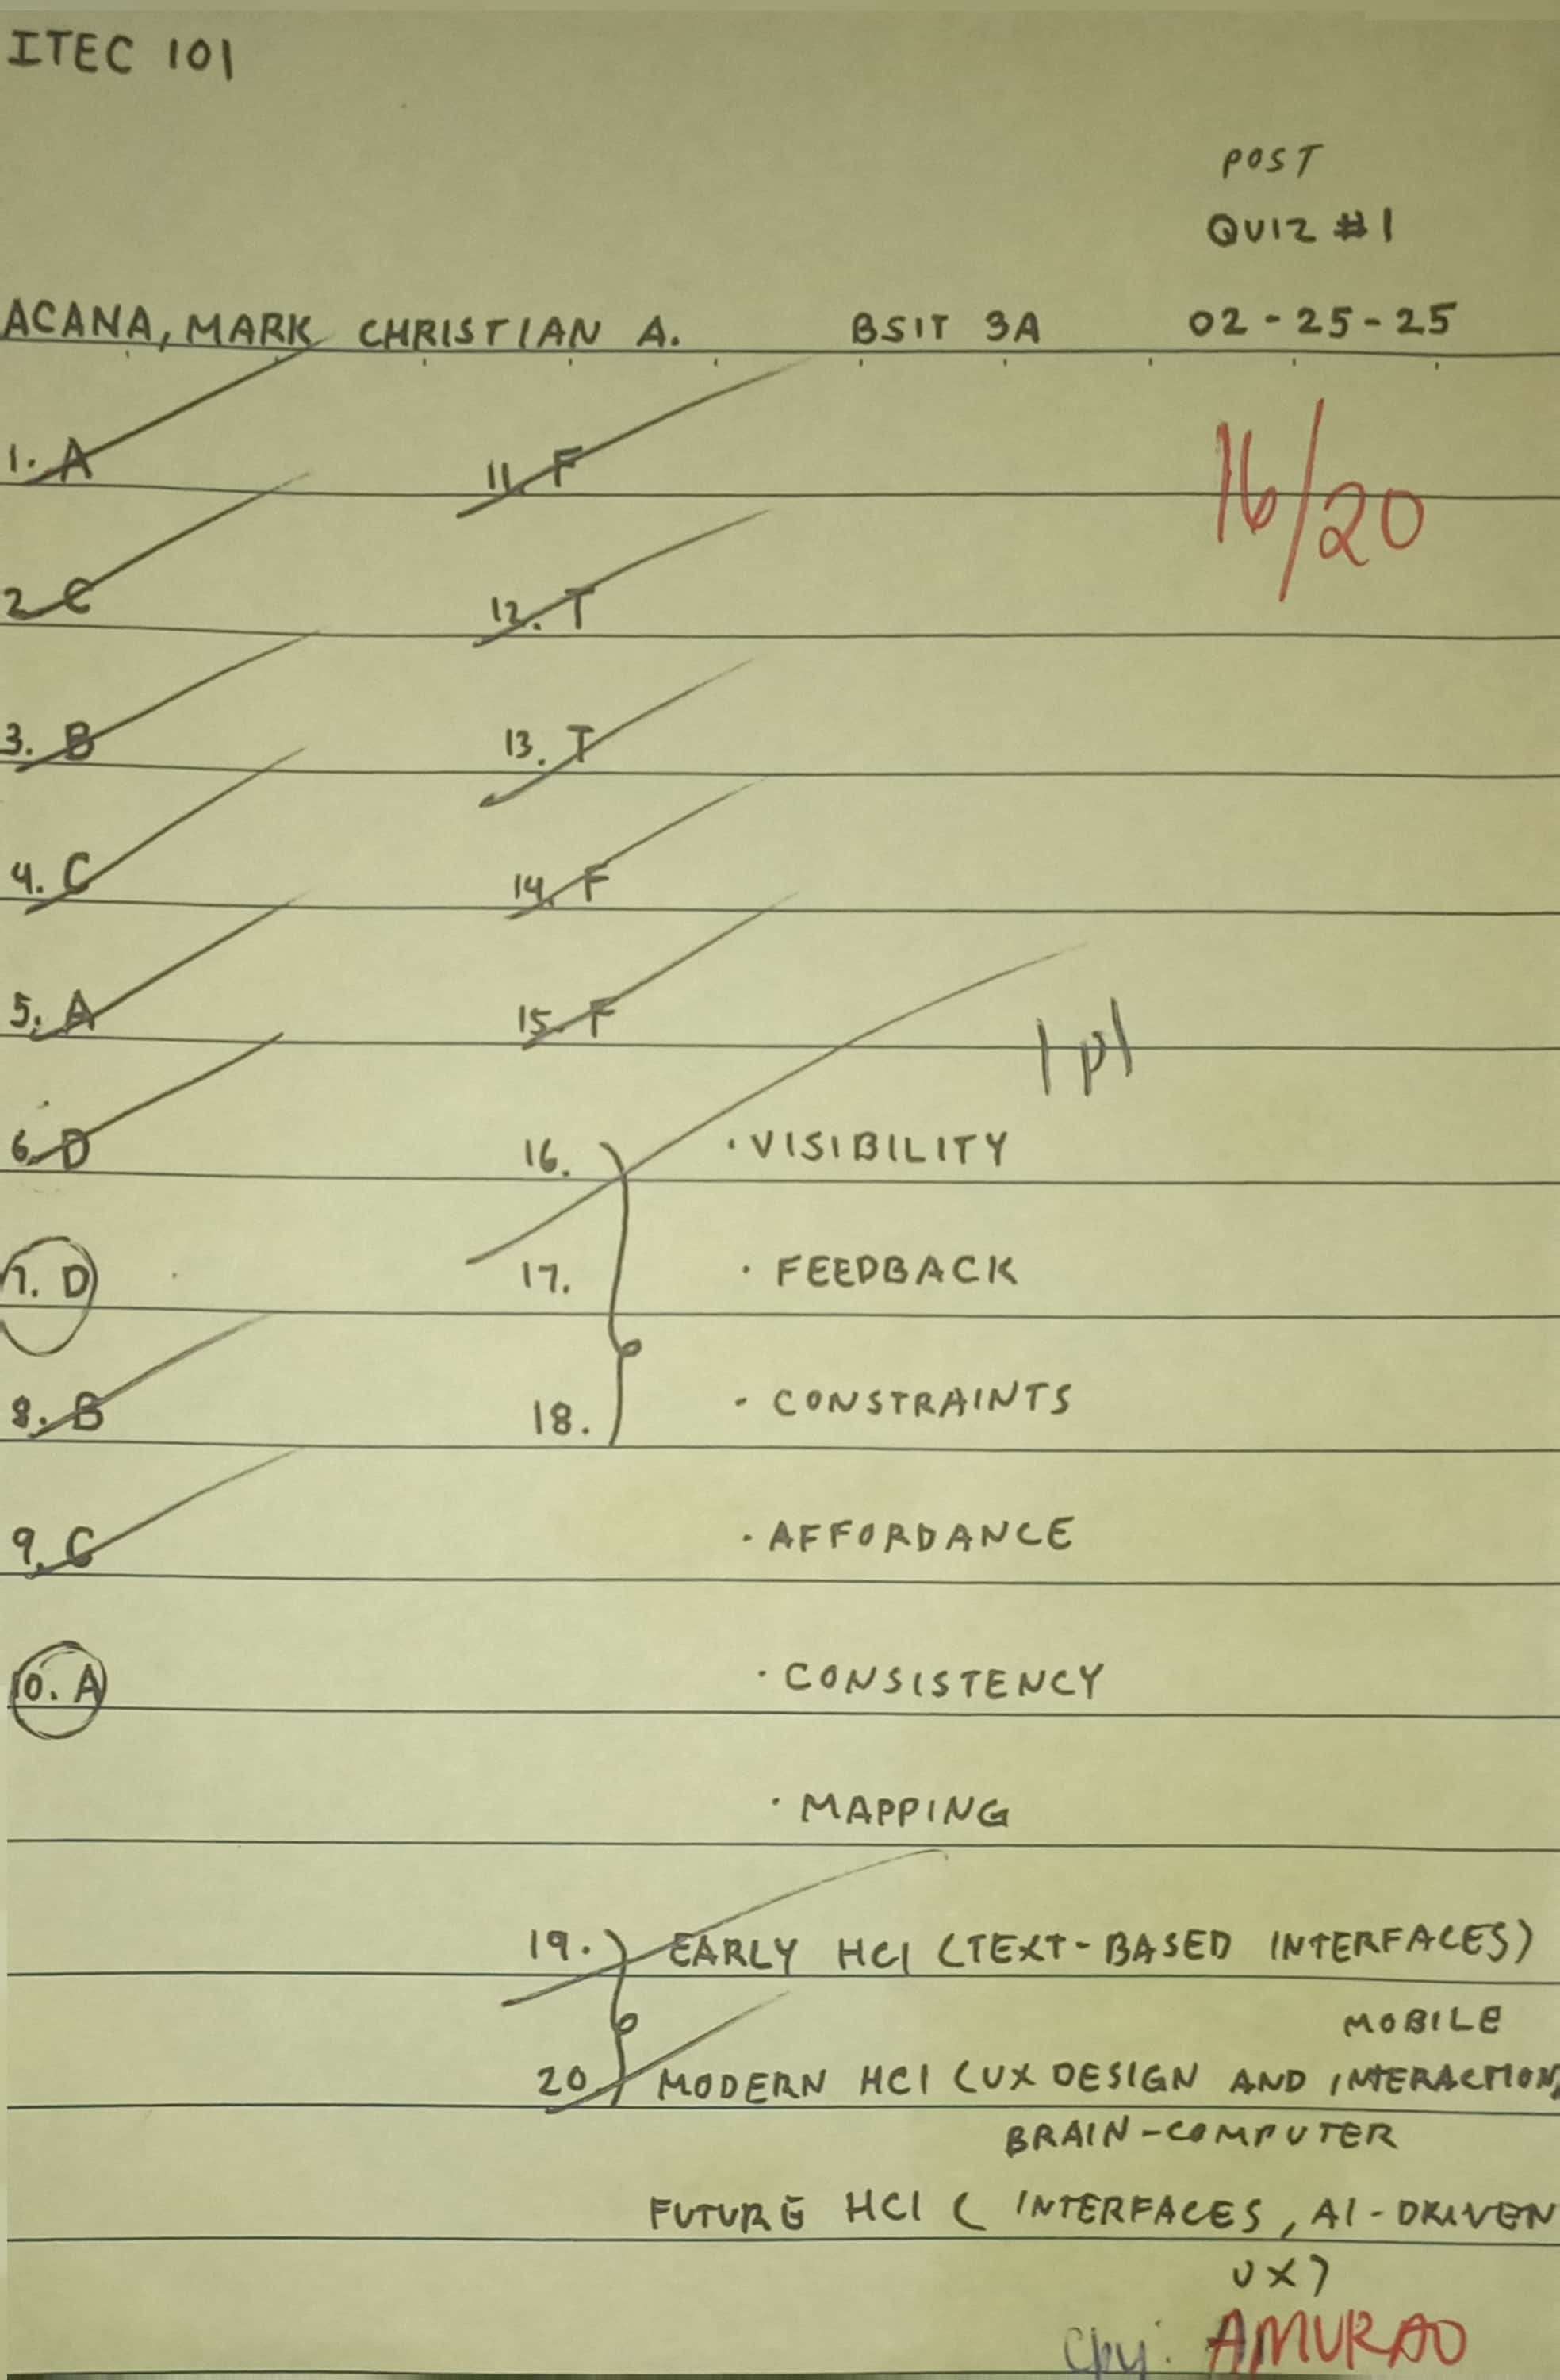 ITEC 101
POST
QUIZ #1
ACANA, MARK CHRISTIAN A. BSIT 3A 02-25-25
16/20
1. A
2 C
3. B
4. C
5. A
6. D
7. D
8. B
9. C
10. A
11. F
12. T
13. T
14. F
15. F
1 pt
16. · VISIBILITY
17. · FEEDBACK
18. · CONSTRAINTS
· AFFORDANCE
· CONSISTENCY
· MAPPING
19. EARLY HCI (TEXT-BASED INTERFACES)
MOBILE
20. MODERN HCI (UX DESIGN AND INTERACTION)
BRAIN-COMPUTER
FUTURE HCI ( INTERFACES, AI-DRIVEN
UX)
AMURAO